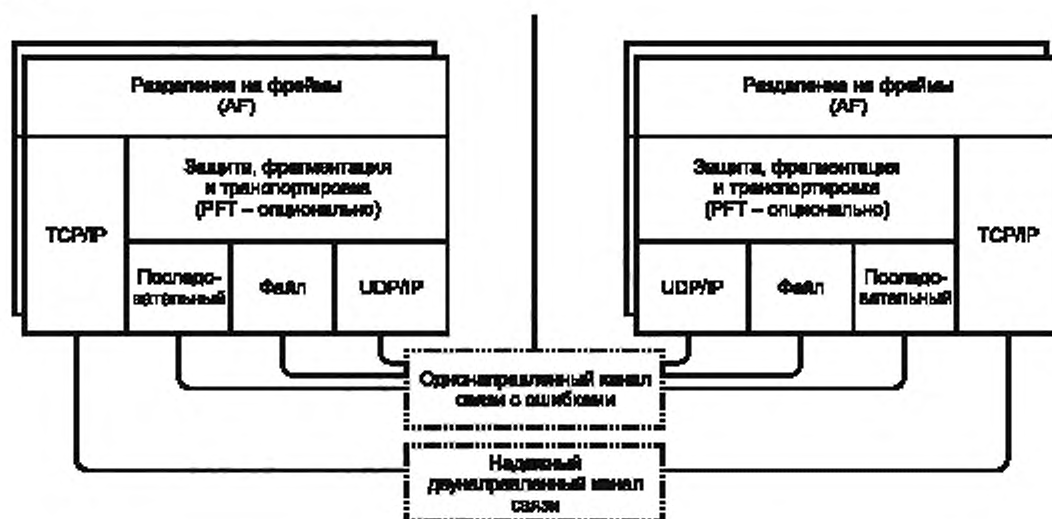 Разделение на фреймы
(AF)
Защита, фрагментация
и транспортировка
(PFT – опционально)
TCP/IP
Последо-
вательный
Файл
UDP/IP
Разделение на фреймы
(AF)
Защита, фрагментация
и транспортировка
(PFT – опционально)
UDP/IP
Файл
Последо-
вательный
TCP/IP
Однонаправленный канал
связи с ошибками
Надежный
двунаправленный канал
связи